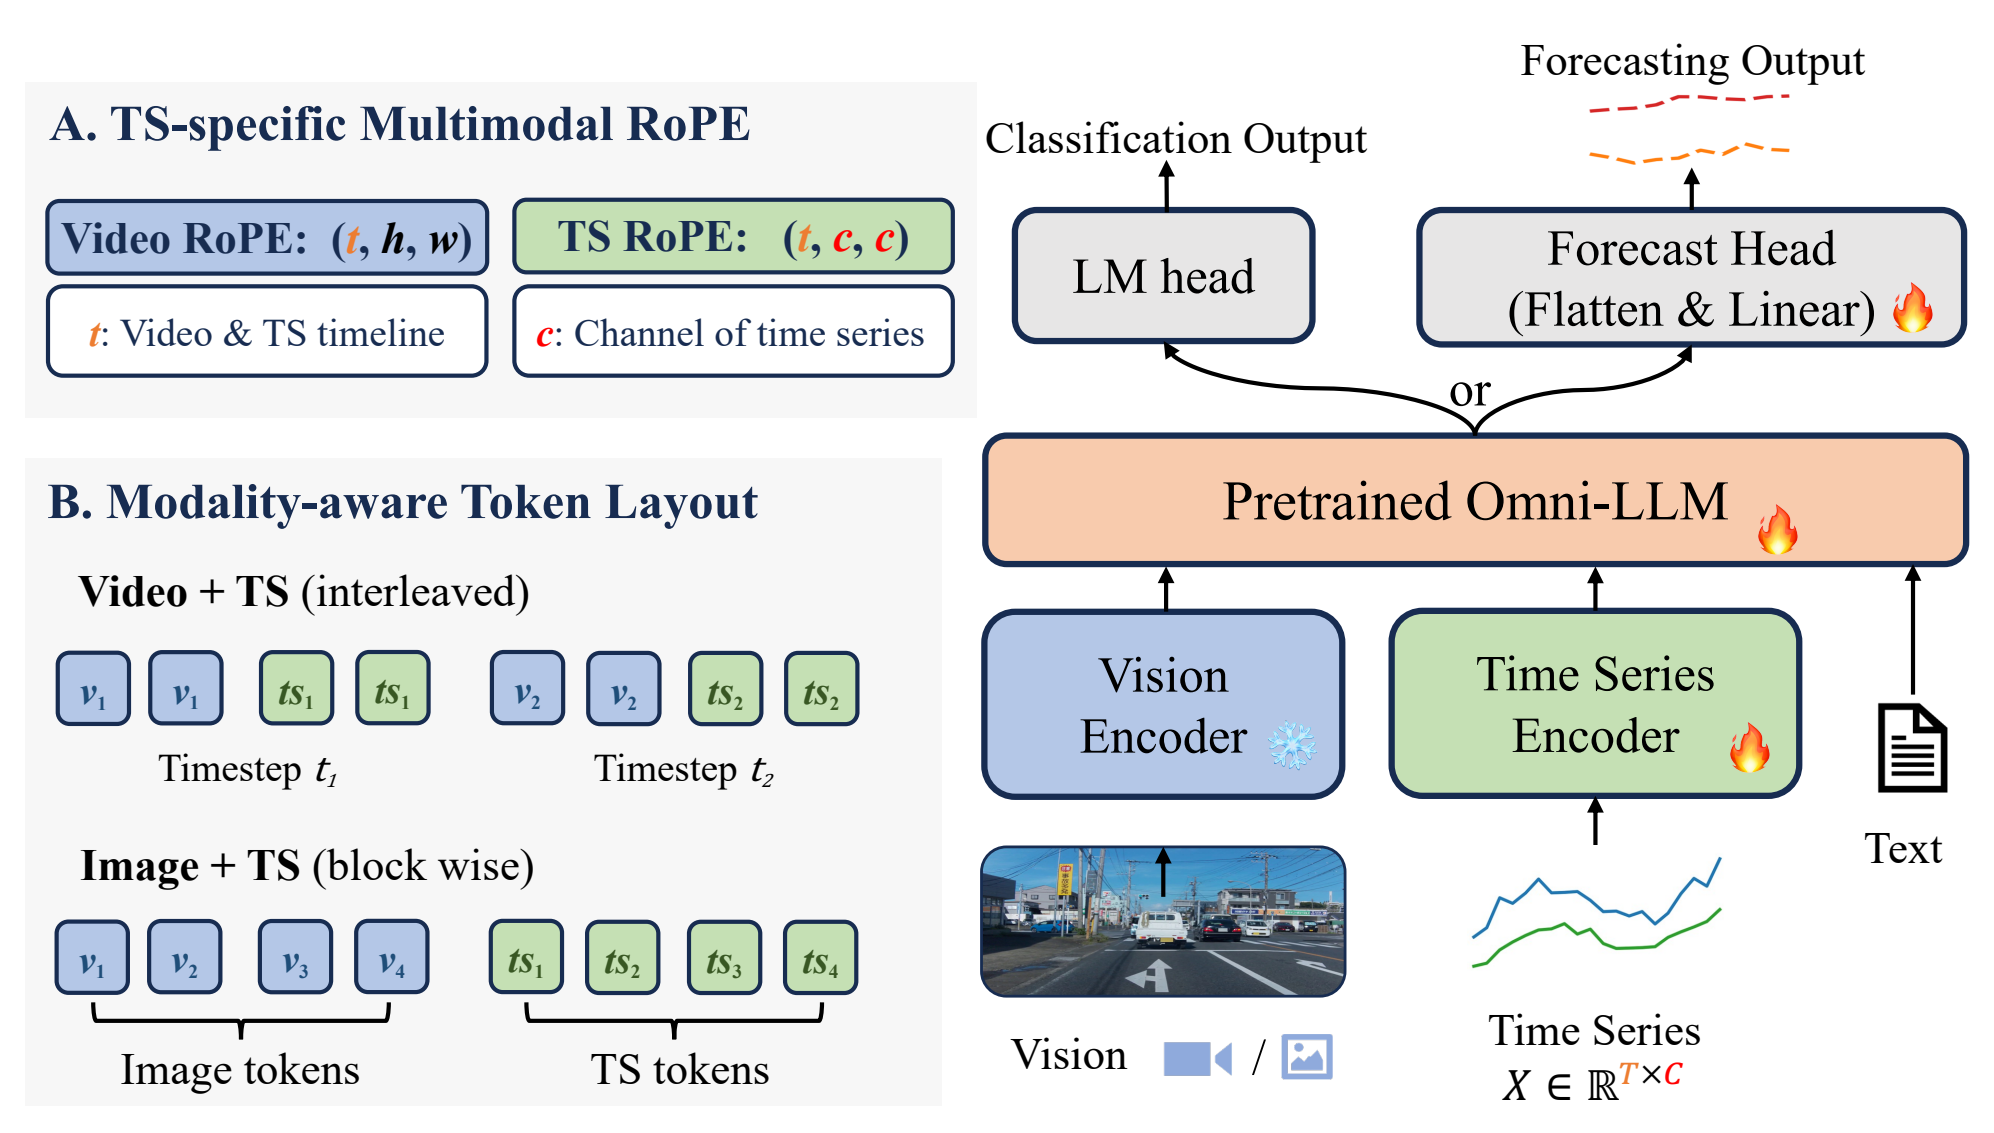 A. TS-specific Multimodal RoPE
Video RoPE: (t, h, w)
TS RoPE: (t, c, c)
t: Video & TS timeline
c: Channel of time series
B. Modality-aware Token Layout
Video + TS (interleaved)
v₁ v₁ ts₁ ts₁ v₂ v₂ ts₂ ts₂
Timestep t₁
Timestep t₂
Image + TS (block wise)
v₁ v₂ v₃ v₄ ts₁ ts₂ ts₃ ts₄
Image tokens
TS tokens
Forecasting Output
Classification Output
LM head
Forecast Head
(Flatten & Linear)
or
Pretrained Omni-LLM
Vision
Encoder
Time Series
Encoder
Text
Vision /
Time Series
X ∈ ℝ^{T×C}